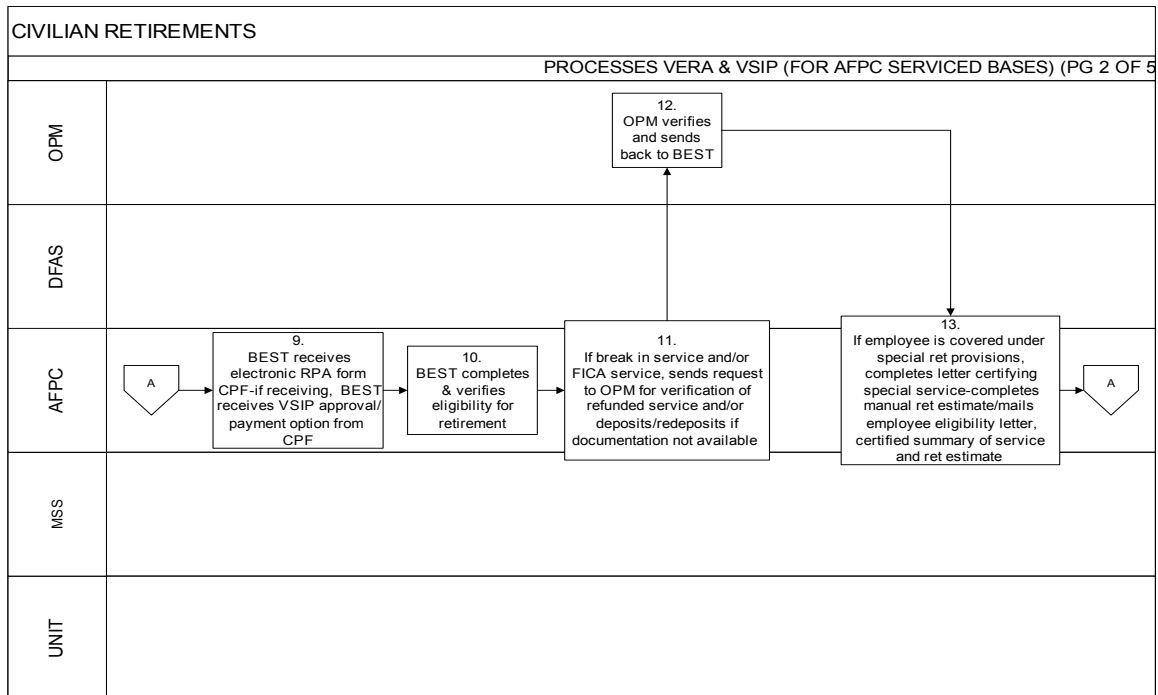 CIVILIAN RETIREMENTS
PROCESSES VERA & VSIP (FOR AFPC SERVICED BASES) (PG 2 OF 5
OPM
12.
OPM verifies
and sends
back to BEST
DFAS
AFPC
A
9.
BEST receives
electronic RPA form
CPF-if receiving, BEST
receives VSIP approval/
payment option from
CPF
10.
BEST completes
& verifies
eligibility for
retirement
11.
If break in service and/or
FICA service, sends request
to OPM for verification of
refunded service and/or
deposits/redeposits if
documentation not available
13.
If employee is covered under
special ret provisions,
completes letter certifying
special service-completes
manual ret estimate/mails
employee eligibility letter,
certified summary of service
and ret estimate
A
MSS
UNIT